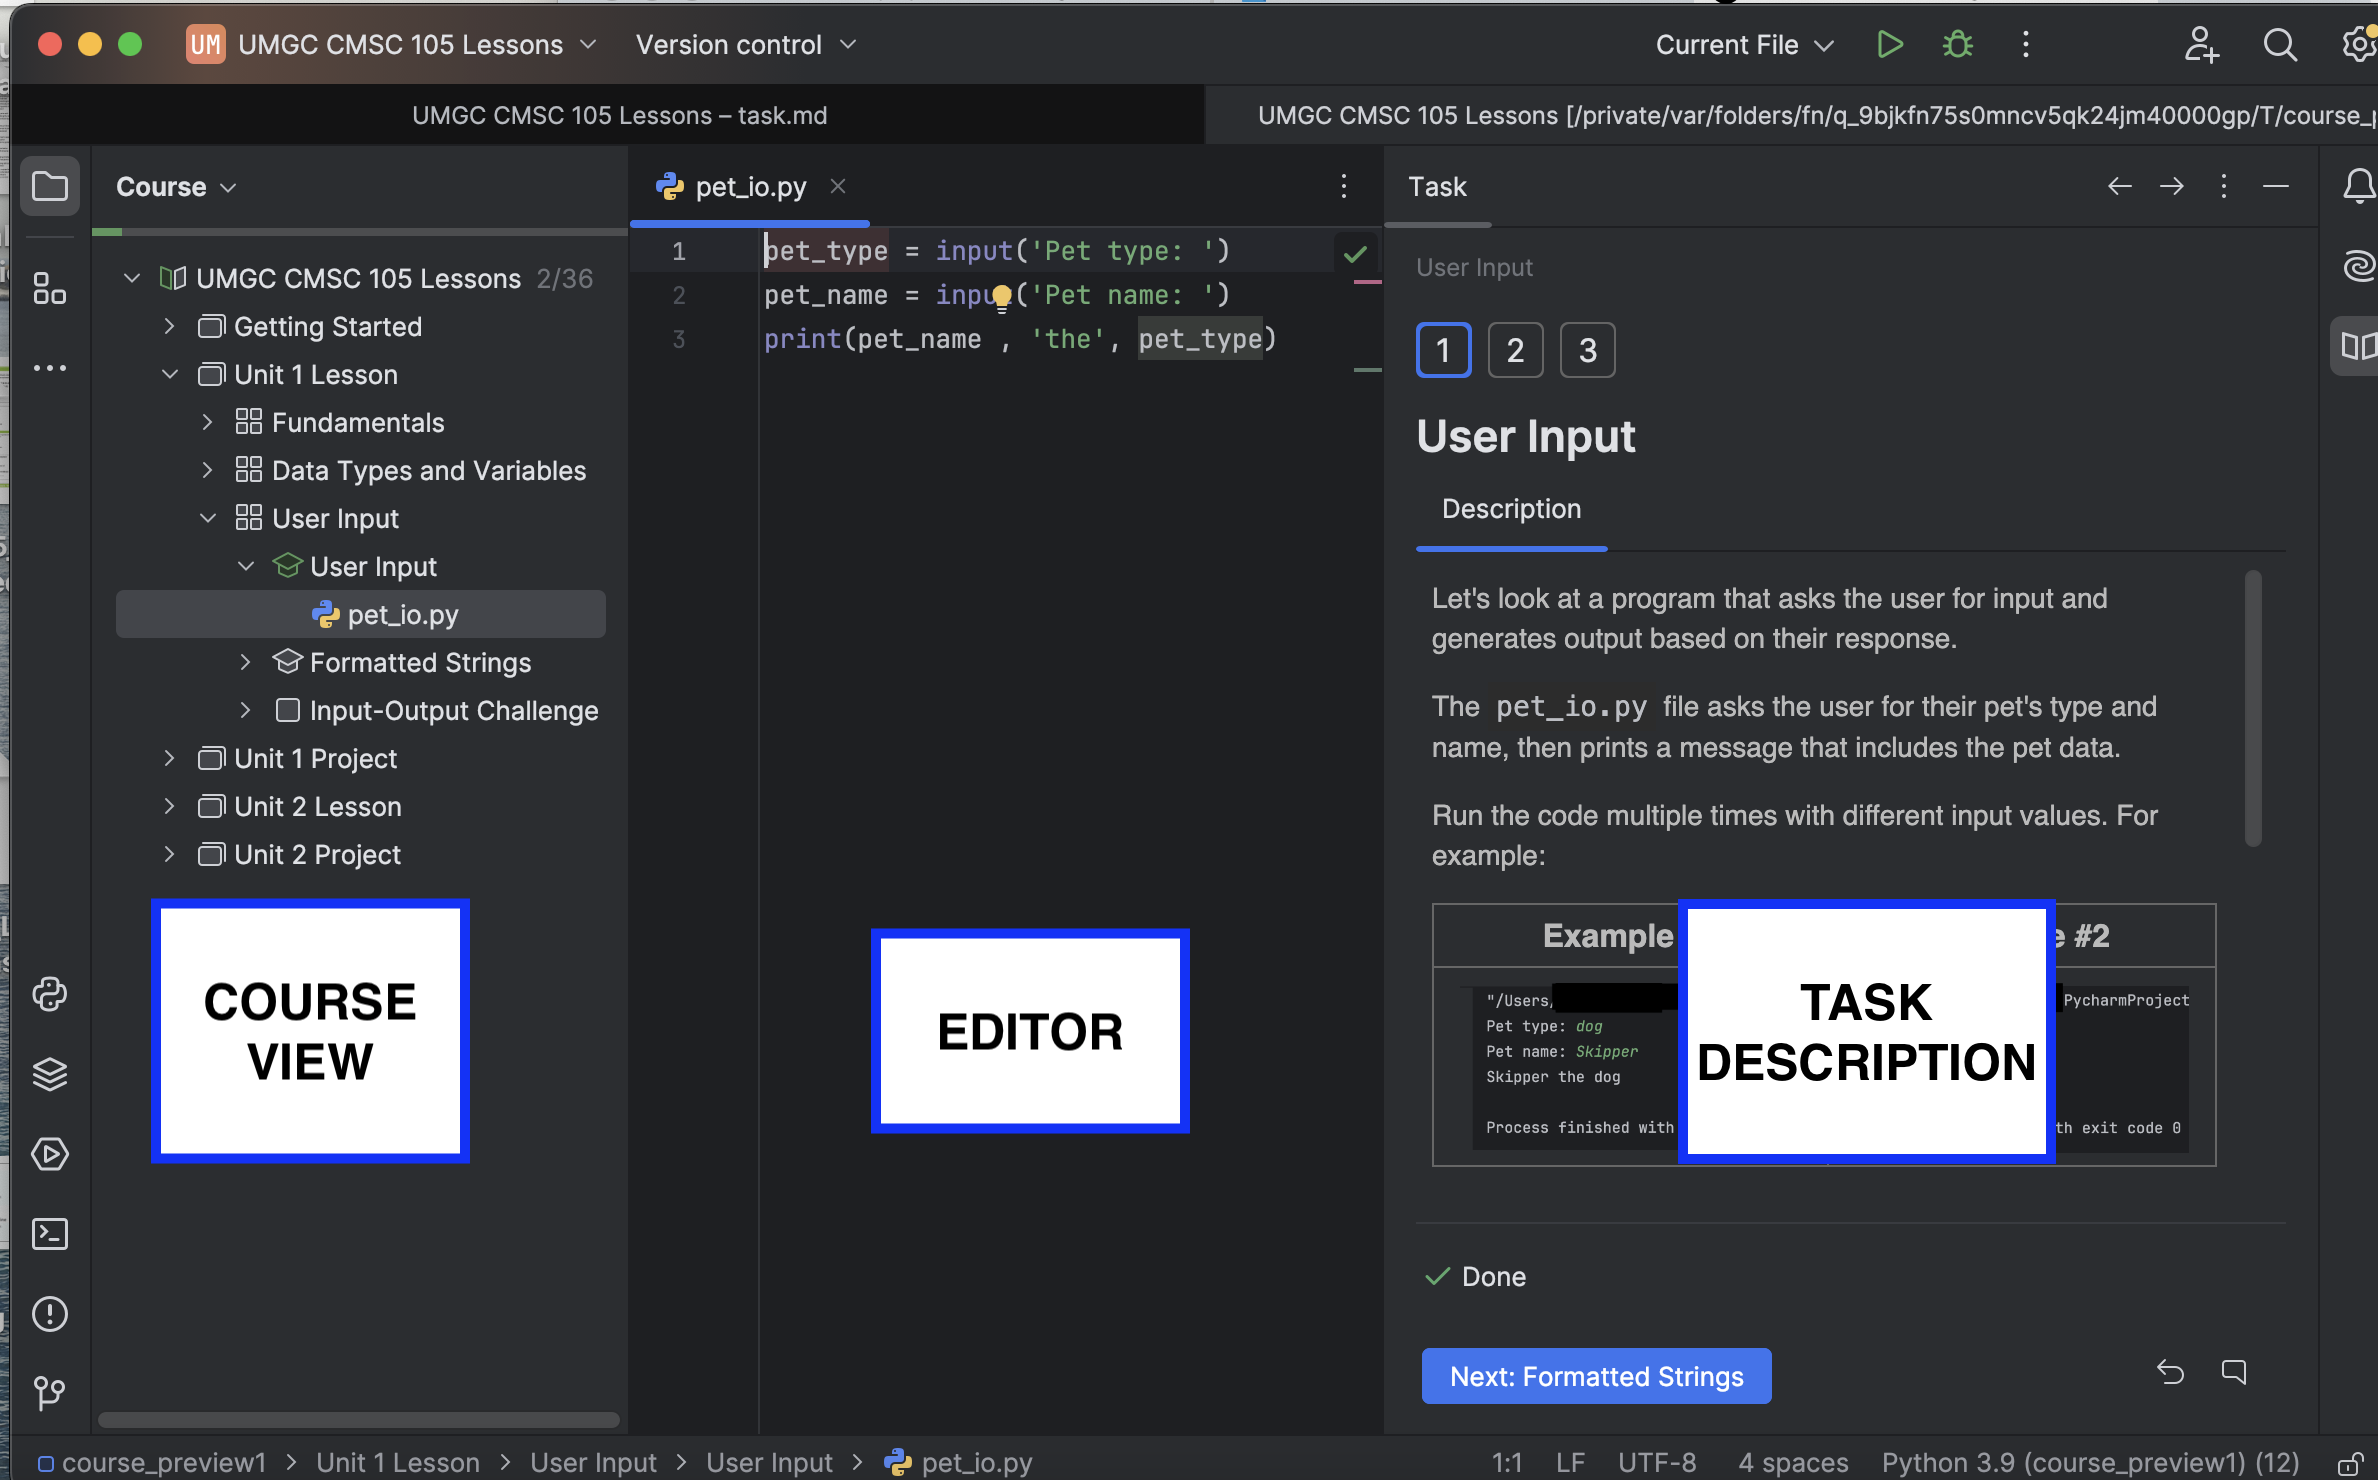 UM UMGC CMSC 105 Lessons Version control Current File
UMGC CMSC 105 Lessons – task.md
UMGC CMSC 105 Lessons [/private/var/folders/fn/q_9bjkfn75s0mncv5qk24jm40000gp/T/course_
Course
UMGC CMSC 105 Lessons 2/36
Getting Started
Unit 1 Lesson
Fundamentals
Data Types and Variables
User Input
User Input
pet_io.py
Formatted Strings
Input-Output Challenge
Unit 1 Project
Unit 2 Lesson
Unit 2 Project
COURSE
VIEW
pet_io.py
1 pet_type = input('Pet type: ')
2 pet_name = input('Pet name: ')
3 print(pet_name , 'the', pet_type)
EDITOR
Task
User Input
1 2 3
User Input
Description
Let's look at a program that asks the user for input and
generates output based on their response.
The pet_io.py file asks the user for their pet's type and
name, then prints a message that includes the pet data.
Run the code multiple times with different input values. For
example:
Example e #2
"/Users/ PycharmProject
Pet type: dog
Pet name: Skipper
Skipper the dog
Process finished with th exit code 0
TASK
DESCRIPTION
Done
Next: Formatted Strings
course_preview1 > Unit 1 Lesson > User Input > User Input > pet_io.py
1:1 LF UTF-8 4 spaces Python 3.9 (course_preview1) (12)